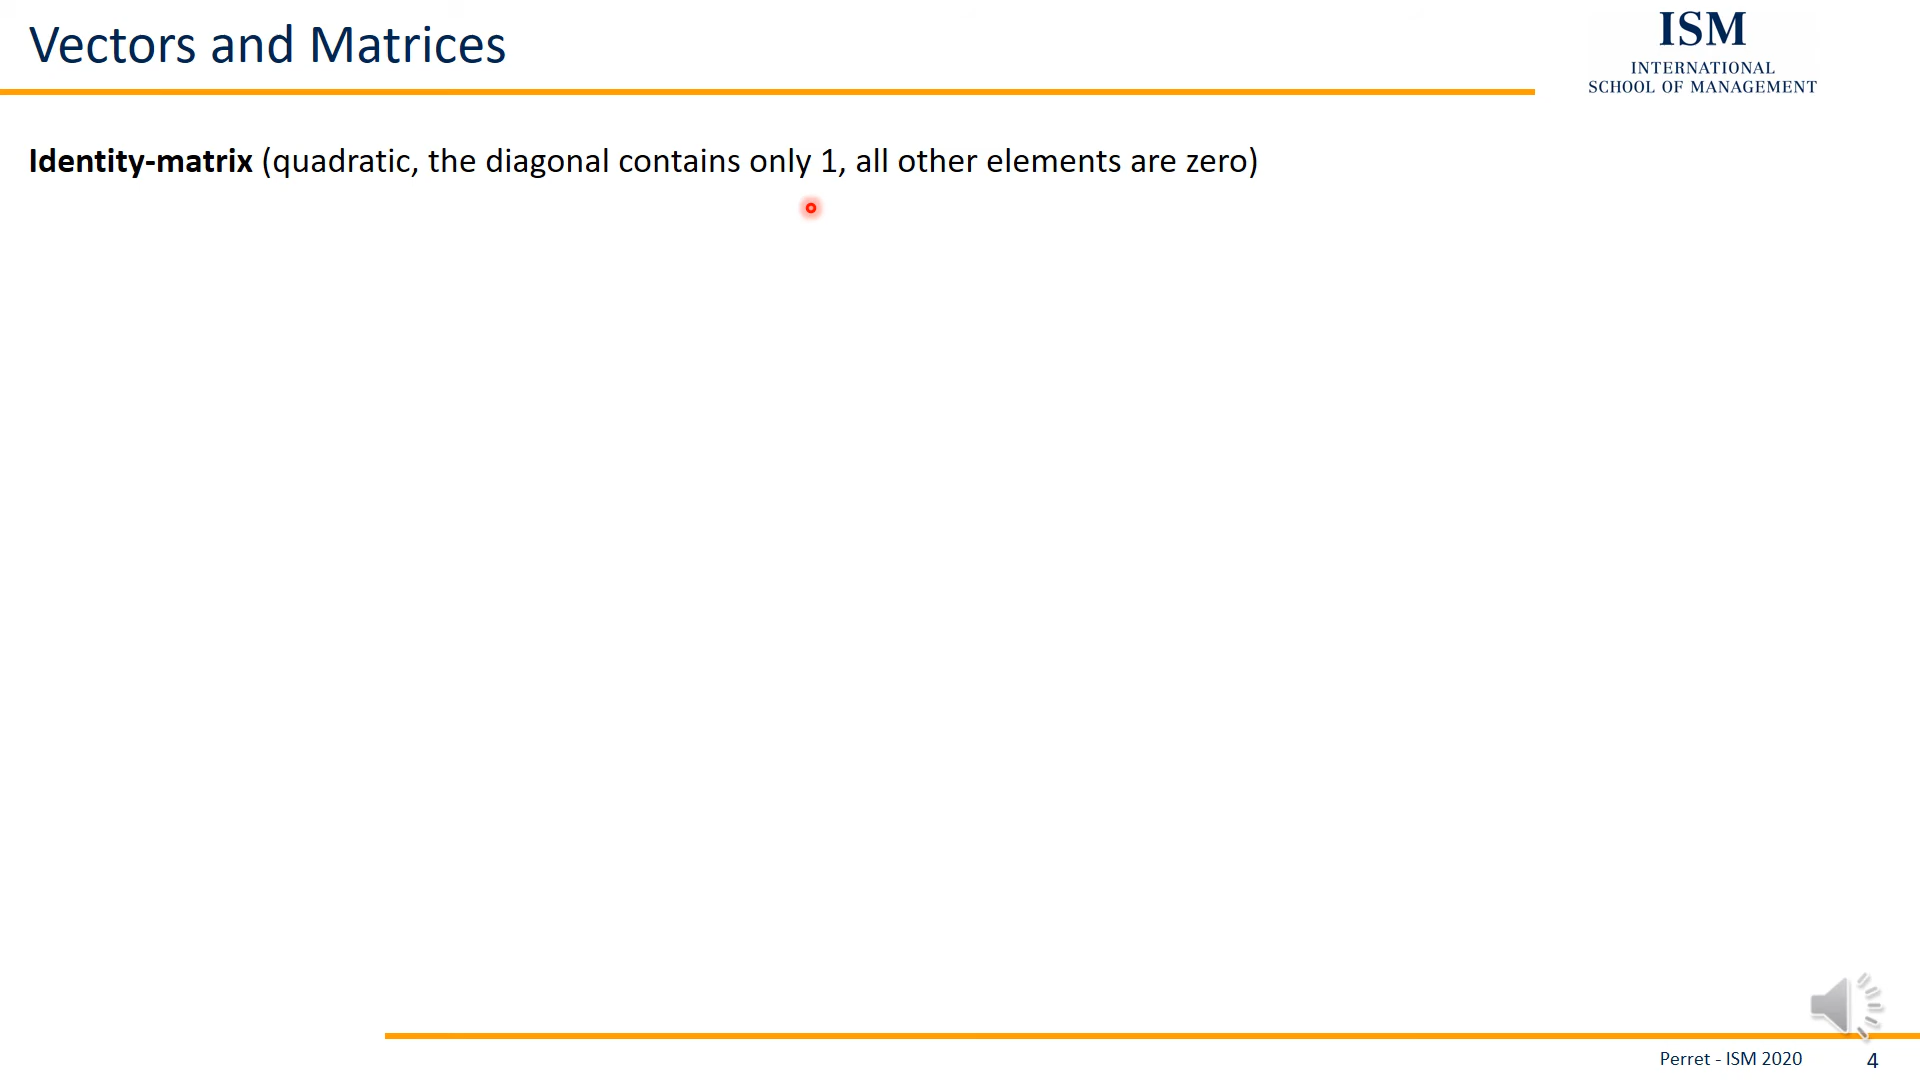 Vectors and Matrices
ISM
INTERNATIONAL
SCHOOL OF MANAGEMENT
Identity-matrix (quadratic, the diagonal contains only 1, all other elements are zero)
Perret - ISM 2020
4